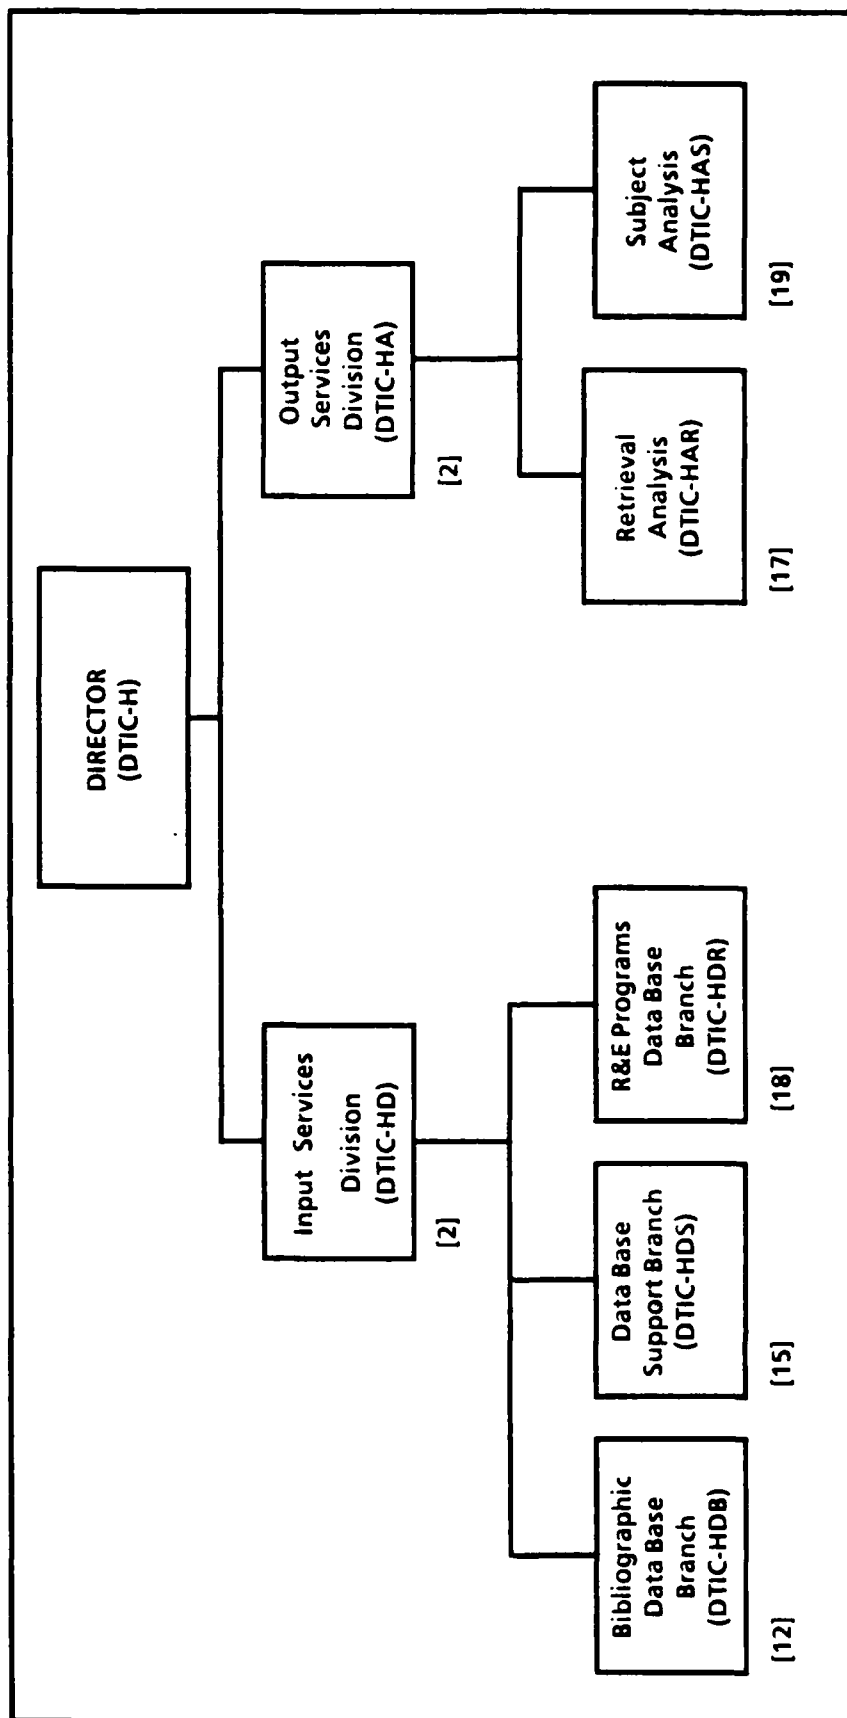 DIRECTOR
(DTIC-H)
Input Services
Division
(DTIC-HD)
[2]
Output
Services
Division
(DTIC-HA)
[2]
Bibliographic
Data Base
Branch
(DTIC-HDB)
[12]
Data Base
Support Branch
(DTIC-HDS)
[15]
R&E Programs
Data Base
Branch
(DTIC-HDR)
[18]
Retrieval
Analysis
(DTIC-HAR)
[17]
Subject
Analysis
(DTIC-HAS)
[19]